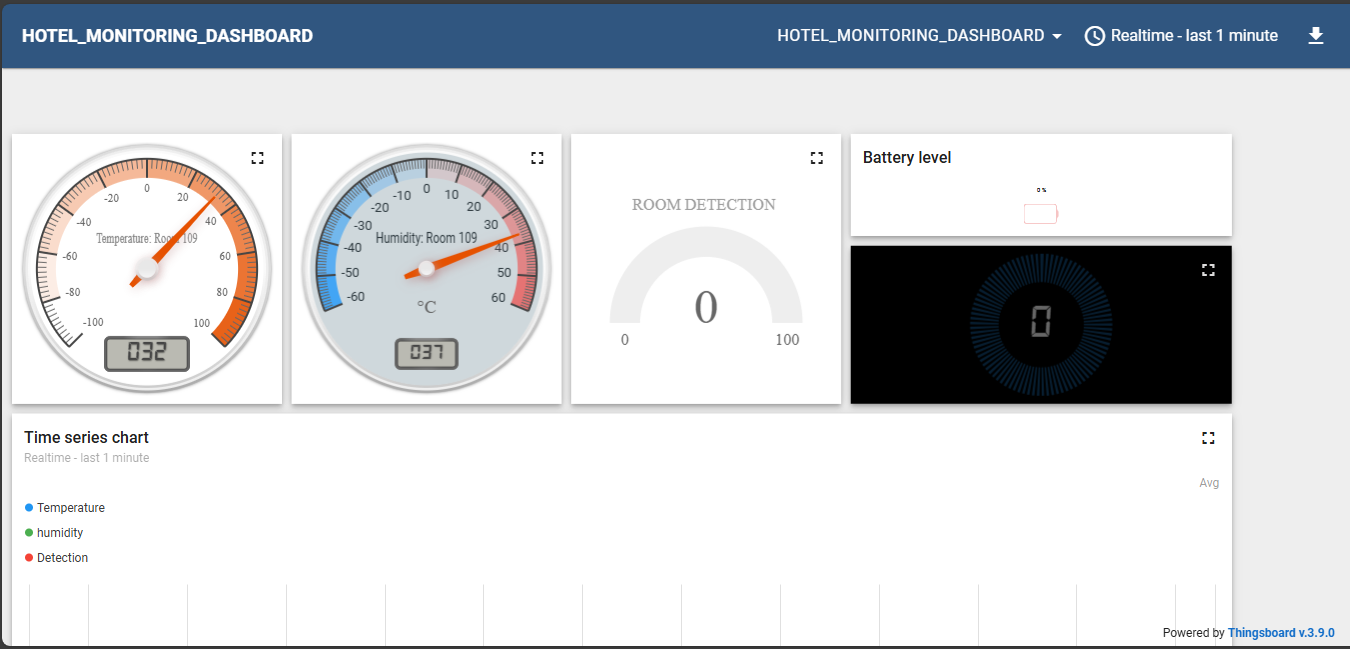 HOTEL_MONITORING_DASHBOARD
HOTEL_MONITORING_DASHBOARD
Realtime - last 1 minute
-100
-80
-60
-40
-20
0
20
40
60
80
100
Temperature: Room 109
032
-60
-50
-40
-30
-20
-10
0
10
20
30
40
50
60
Humidity: Room 109
°C
037
ROOM DETECTION
0
0
100
Battery level
0 %
0
Time series chart
Realtime - last 1 minute
Avg
Temperature
humidity
Detection
Powered by Thingsboard v.3.9.0